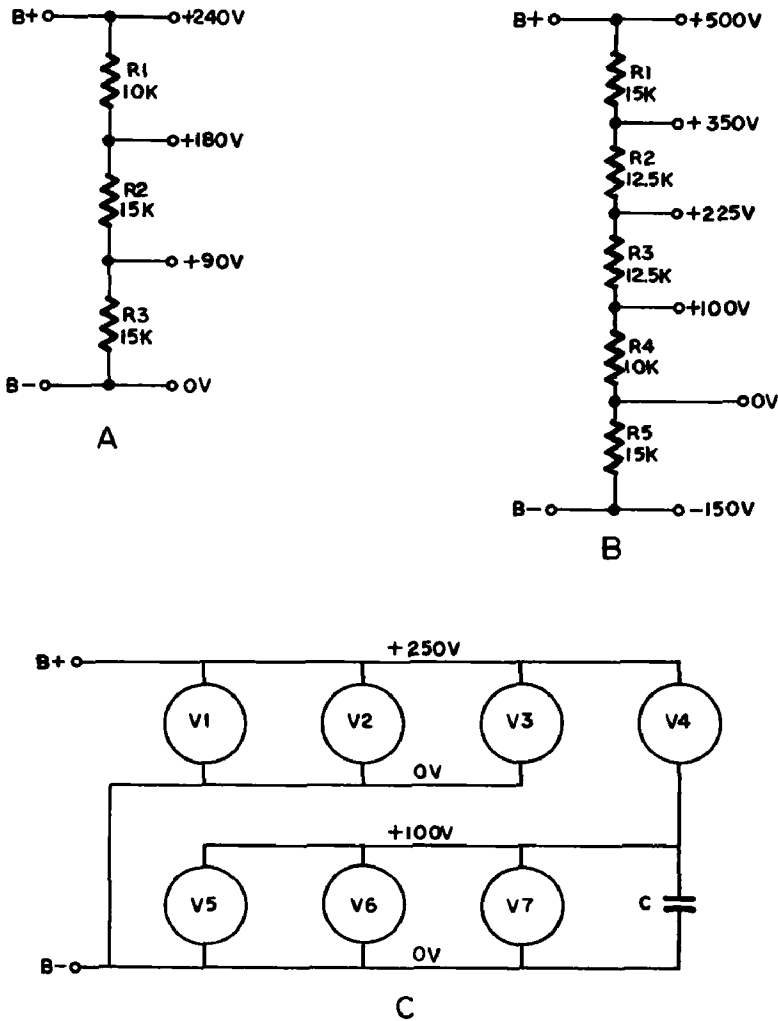 B+ +240V
R1
10K
+180V
R2
15K
+90V
R3
15K
B- 0V
A
B+ +500V
R1
15K
+350V
R2
12.5K
+225V
R3
12.5K
+100V
R4
10K
0V
R5
15K
B- -150V
B
+250V
B+
V1 V2 V3 V4
0V
+100V
V5 V6 V7 C
0V
B-
C